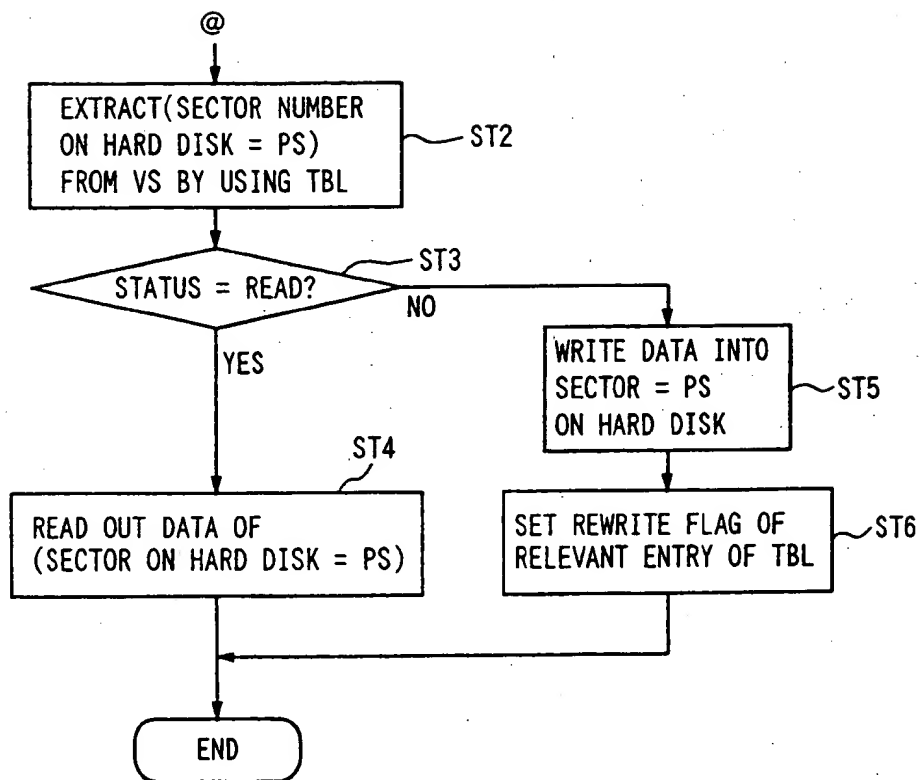 @
EXTRACT(SECTOR NUMBER
ON HARD DISK = PS)
FROM VS BY USING TBL
ST2
STATUS = READ?
ST3
NO
YES
WRITE DATA INTO
SECTOR = PS
ON HARD DISK
ST5
ST4
READ OUT DATA OF
(SECTOR ON HARD DISK = PS)
SET REWRITE FLAG OF
RELEVANT ENTRY OF TBL
ST6
END